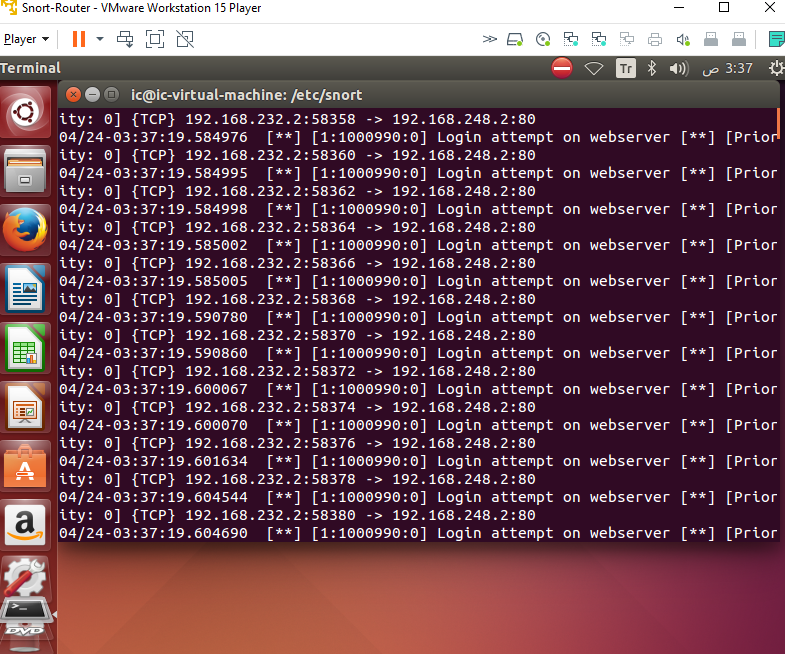 Snort-Router - VMware Workstation 15 Player
Player
Terminal
Tr
3:37 ص
ic@ic-virtual-machine: /etc/snort
ity: 0] {TCP} 192.168.232.2:58358 -> 192.168.248.2:80
04/24-03:37:19.584976  [**] [1:1000990:0] Login attempt on webserver [**] [Prior
ity: 0] {TCP} 192.168.232.2:58360 -> 192.168.248.2:80
04/24-03:37:19.584995  [**] [1:1000990:0] Login attempt on webserver [**] [Prior
ity: 0] {TCP} 192.168.232.2:58362 -> 192.168.248.2:80
04/24-03:37:19.584998  [**] [1:1000990:0] Login attempt on webserver [**] [Prior
ity: 0] {TCP} 192.168.232.2:58364 -> 192.168.248.2:80
04/24-03:37:19.585002  [**] [1:1000990:0] Login attempt on webserver [**] [Prior
ity: 0] {TCP} 192.168.232.2:58366 -> 192.168.248.2:80
04/24-03:37:19.585005  [**] [1:1000990:0] Login attempt on webserver [**] [Prior
ity: 0] {TCP} 192.168.232.2:58368 -> 192.168.248.2:80
04/24-03:37:19.590780  [**] [1:1000990:0] Login attempt on webserver [**] [Prior
ity: 0] {TCP} 192.168.232.2:58370 -> 192.168.248.2:80
04/24-03:37:19.590860  [**] [1:1000990:0] Login attempt on webserver [**] [Prior
ity: 0] {TCP} 192.168.232.2:58372 -> 192.168.248.2:80
04/24-03:37:19.600067  [**] [1:1000990:0] Login attempt on webserver [**] [Prior
ity: 0] {TCP} 192.168.232.2:58374 -> 192.168.248.2:80
04/24-03:37:19.600070  [**] [1:1000990:0] Login attempt on webserver [**] [Prior
ity: 0] {TCP} 192.168.232.2:58376 -> 192.168.248.2:80
04/24-03:37:19.601634  [**] [1:1000990:0] Login attempt on webserver [**] [Prior
ity: 0] {TCP} 192.168.232.2:58378 -> 192.168.248.2:80
04/24-03:37:19.604544  [**] [1:1000990:0] Login attempt on webserver [**] [Prior
ity: 0] {TCP} 192.168.232.2:58380 -> 192.168.248.2:80
04/24-03:37:19.604690  [**] [1:1000990:0] Login attempt on webserver [**] [Prior
a
>_
DVD